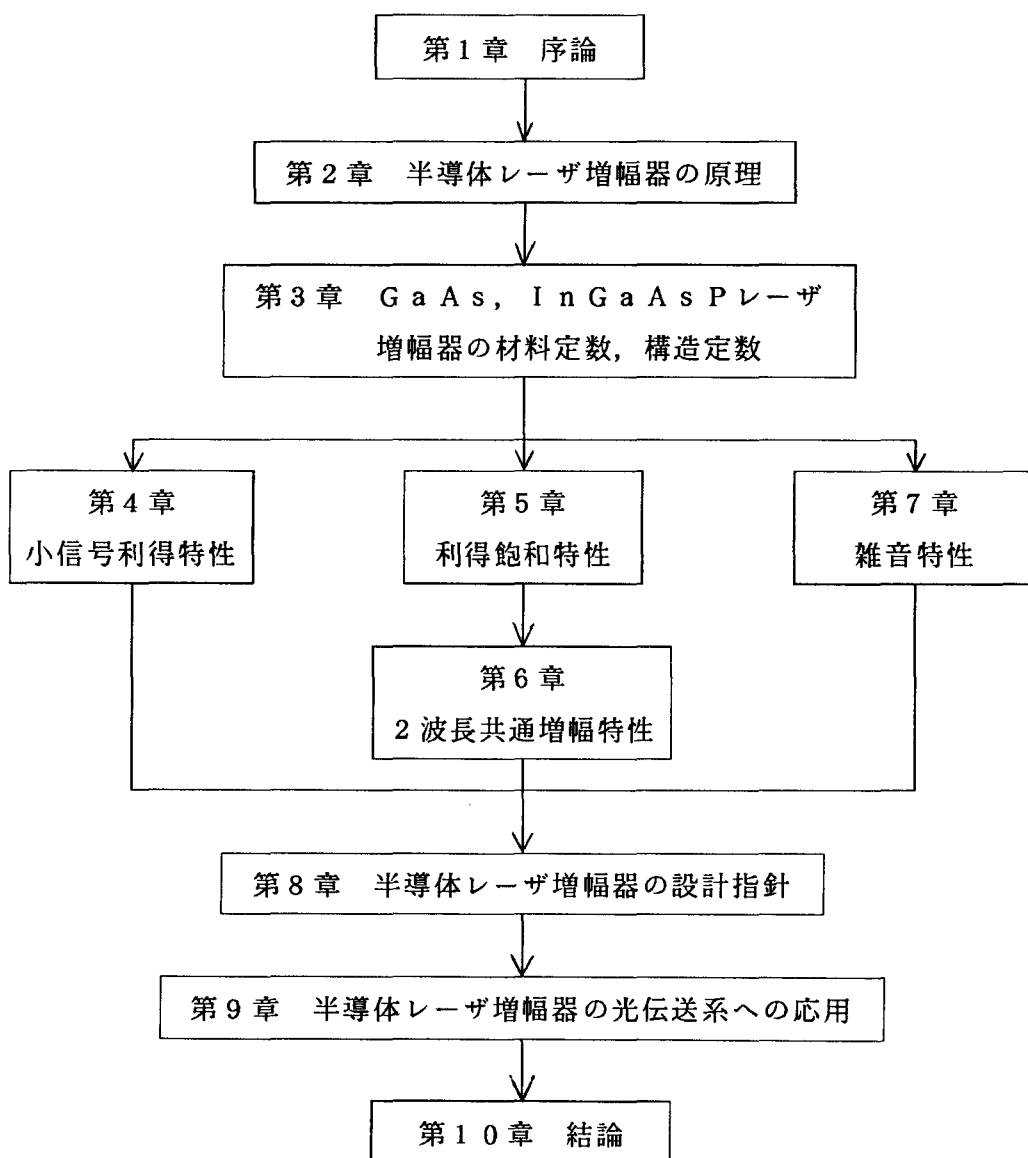 第1章 序論
第2章 半導体レーザ増幅器の原理
第3章 GaAs, InGaAsPレーザ
増幅器の材料定数, 構造定数
第4章
小信号利得特性
第5章
利得飽和特性
第7章
雑音特性
第6章
2波長共通増幅特性
第8章 半導体レーザ増幅器の設計指針
第9章 半導体レーザ増幅器の光伝送系への応用
第10章 結論